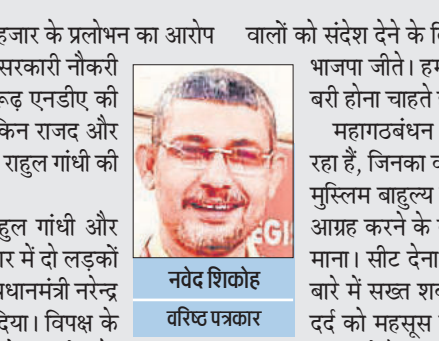 हजार के प्रलोभन का आरोप
सरकारी नौकरी
रूढ़ एनडीए की
किन राजद और
राहुल गांधी की
हुल गांधी और
ार में दो लड़कों
धानमंत्री नरेन्द्र
दिया। विपक्ष के
नवेद शिकोह
वरिष्ठ पत्रकार
वालों को संदेश देने के लि
भाजपा जीते। हम
बरी होना चाहते
महागठबंधन
रहा हैं, जिनका व
मुस्लिम बाहुल्य
आग्रह करने के
माना। सीट देना
बारे में सख्त शब
दर्द को महसूस